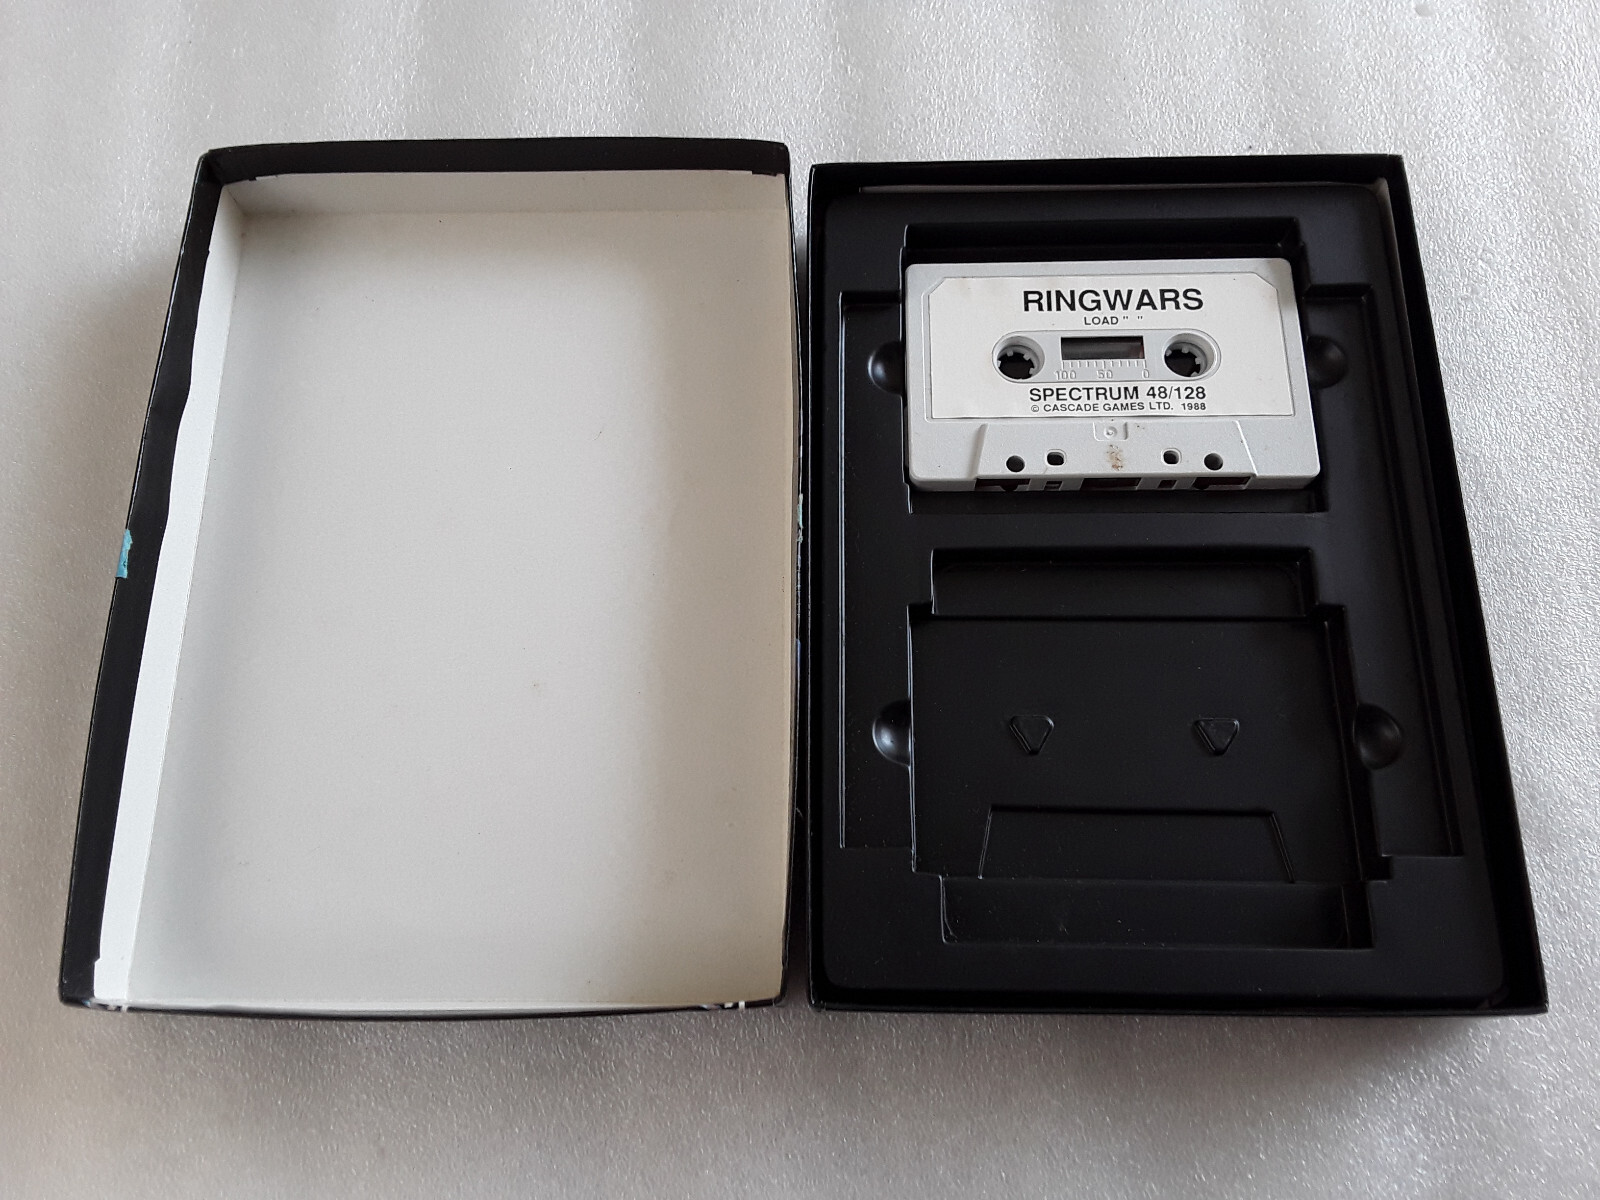 RINGWARS
LOAD " "
100 50 0
SPECTRUM 48/128
© CASCADE GAMES LTD. 1988